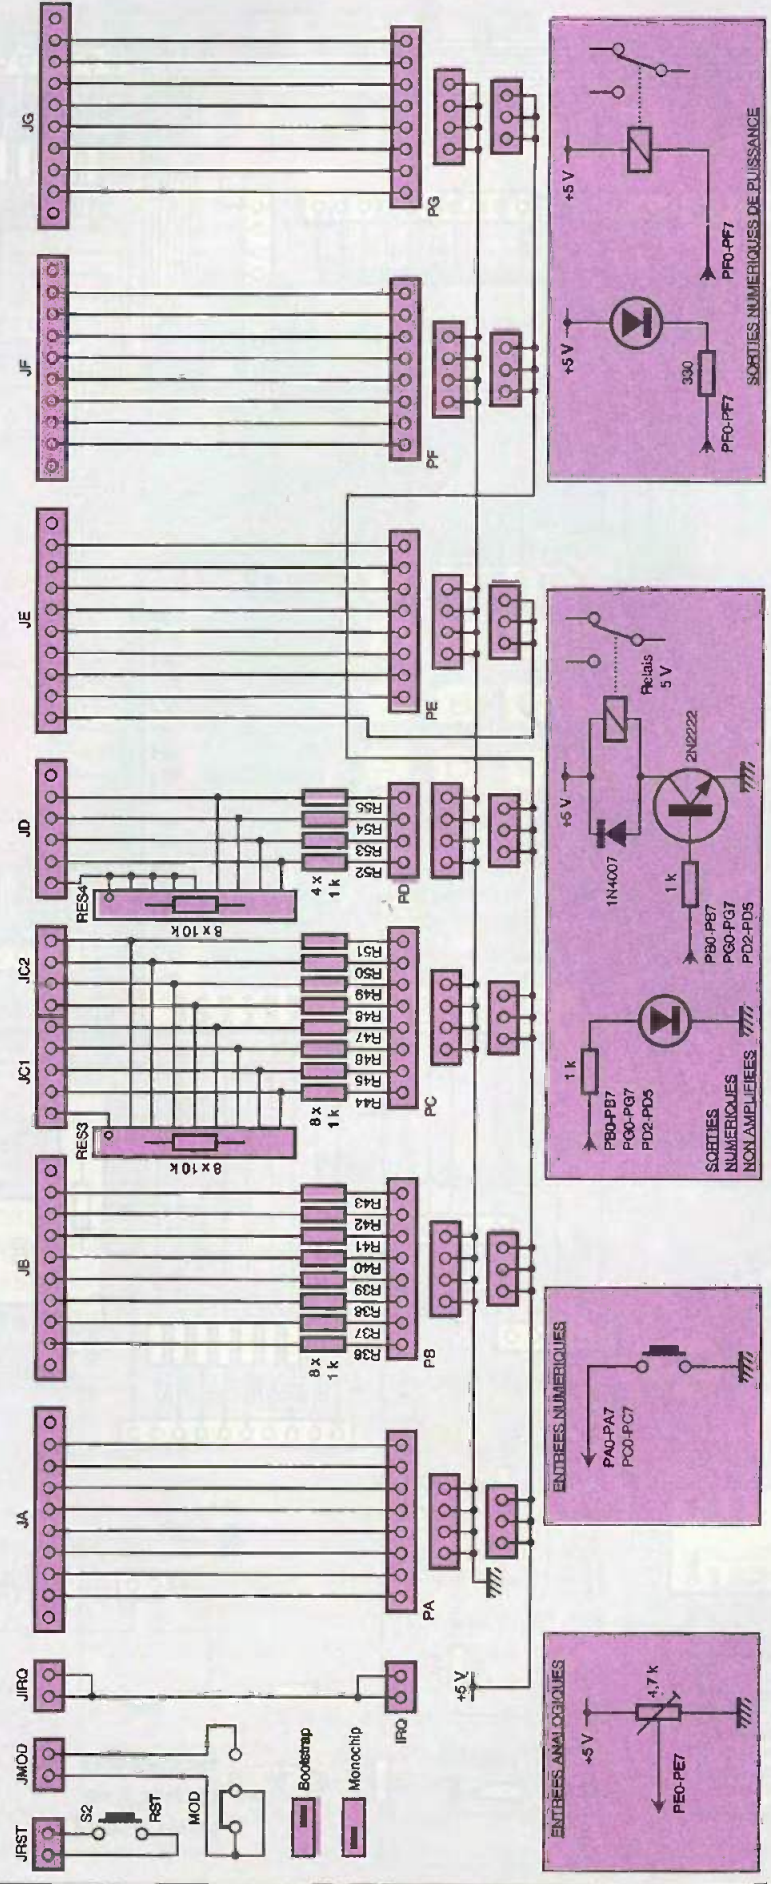 JRST
JMOD
JIRQ
JA
JB
JC1
JC2
JD
JE
JF
JG
S2
RST
MOD
Bootstrap
Monochip
IRQ
+5 V
PA
8 x
1 k
R36
R37
R38
R39
R40
R41
R42
R43
PB
RES3
8 x 10 k
8 x
1 k
R44
R45
R46
R47
R48
R49
R50
R51
PC
RES4
8 x 10 k
4 x
1 k
R52
R53
R54
R55
PD
PE
PF
PG
ENTREES ANALOGIQUES
+5 V
4,7 k
PE0-PE7
ENTREES NUMERIQUES
PA0-PA7
PC0-PC7
1 k
PB0-PB7
PG0-PG7
PD2-PD5
SORTIES
NUMERIQUES
NON AMPLIFIEES
+5 V
1N4007
Relais
5 V
2N2222
1 k
PB0-PB7
PG0-PG7
PD2-PD5
+5 V
330
PF0-PF7
+5 V
PF0-PF7
SORTIES NUMERIQUES DE PUISSANCE